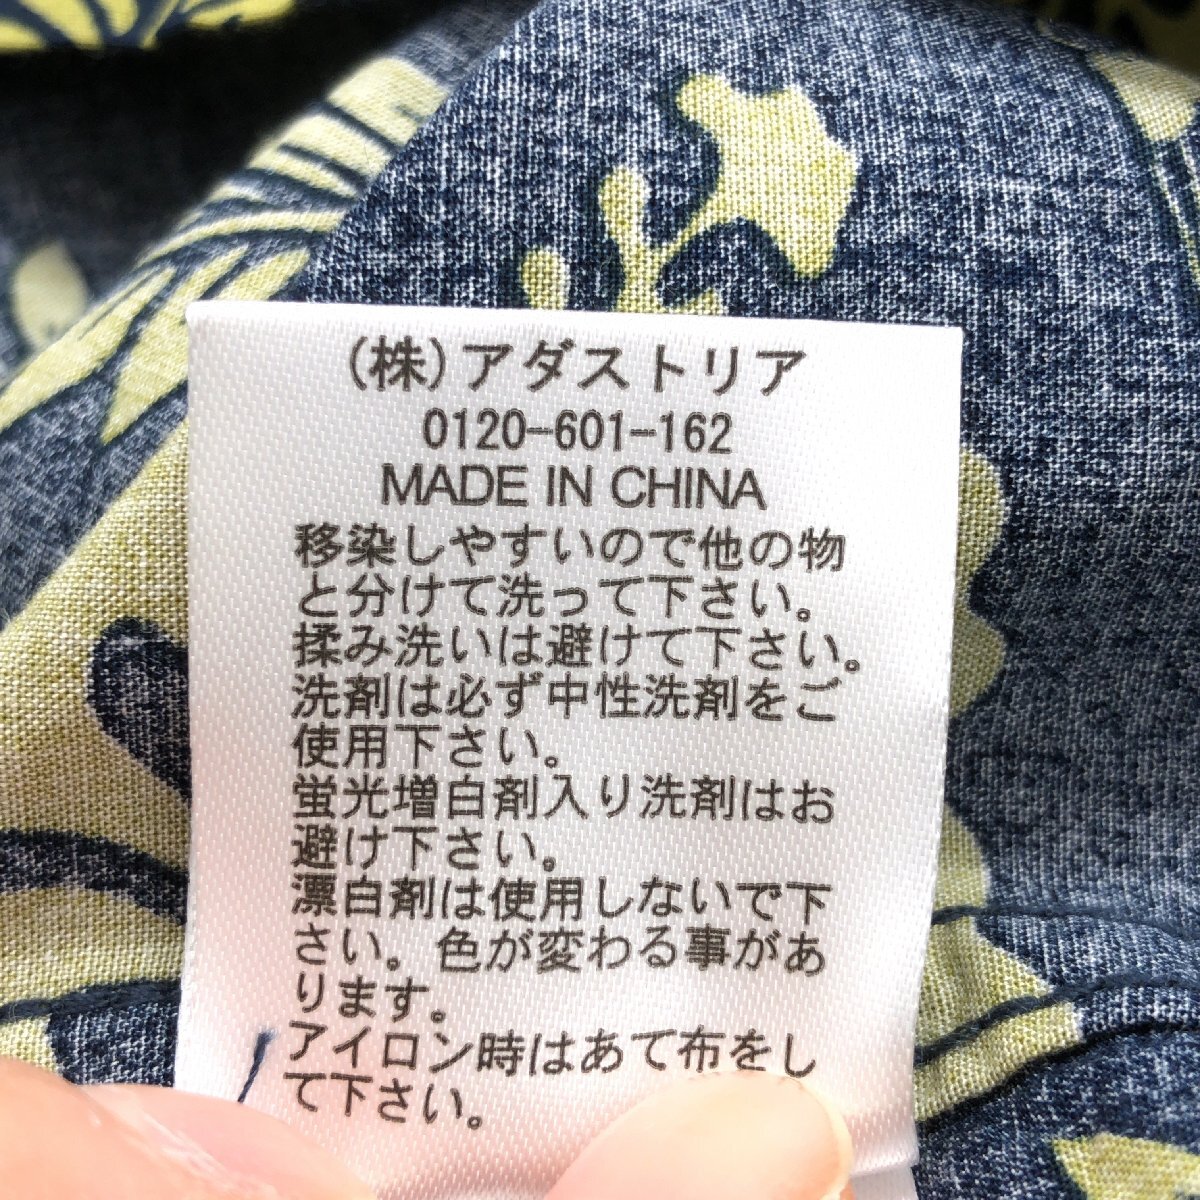 (株)アダストリア
0120-601-162
MADE IN CHINA
移染しやすいので他の物
と分けて洗って下さい。
揉み洗いは避けて下さい。
洗剤は必ず中性洗剤をご
使用下さい。
蛍光増白剤入り洗剤はお
避け下さい。
漂白剤は使用しないで下
さい。色が変わる事があ
ります。
アイロン時はあて布をし
て下さい。